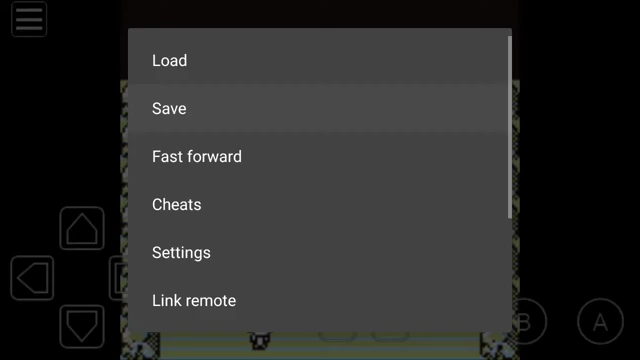 Load
Save
Fast forward
Cheats
Settings
Link remote
B
A